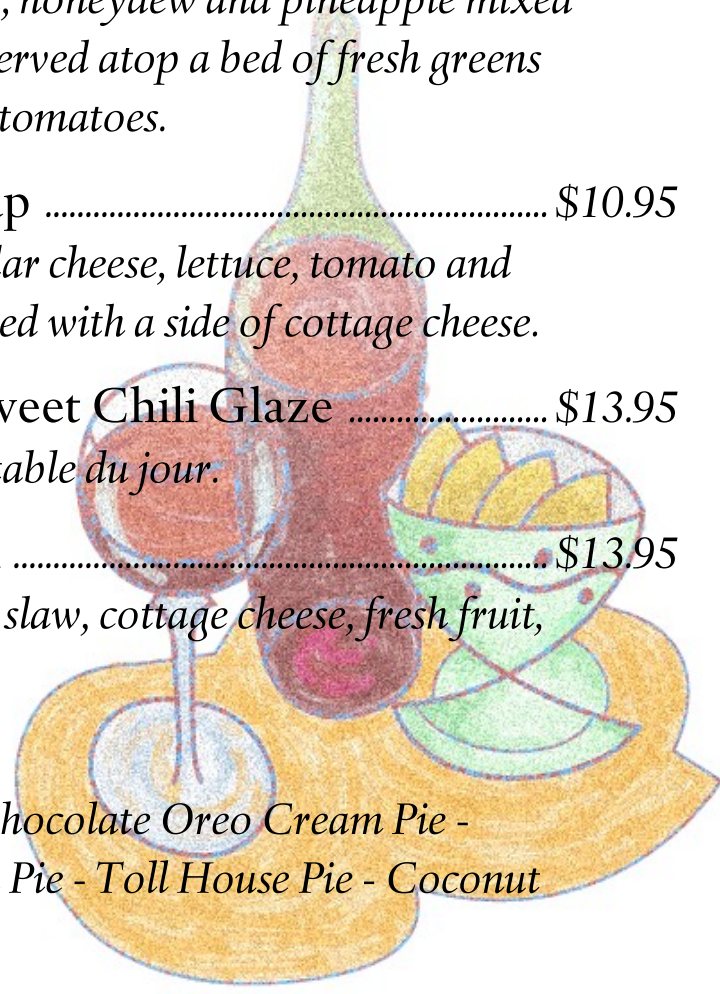 , honeydew and pineapple mixed
erved atop a bed of fresh greens
tomatoes.
ap ........................................................................................ $10.95
lar cheese, lettuce, tomato and
ed with a side of cottage cheese.
weet Chili Glaze ................................... $13.95
table du jour.
.............................................................................................. $13.95
slaw, cottage cheese, fresh fruit,
hocolate Oreo Cream Pie -
Pie - Toll House Pie - Coconut